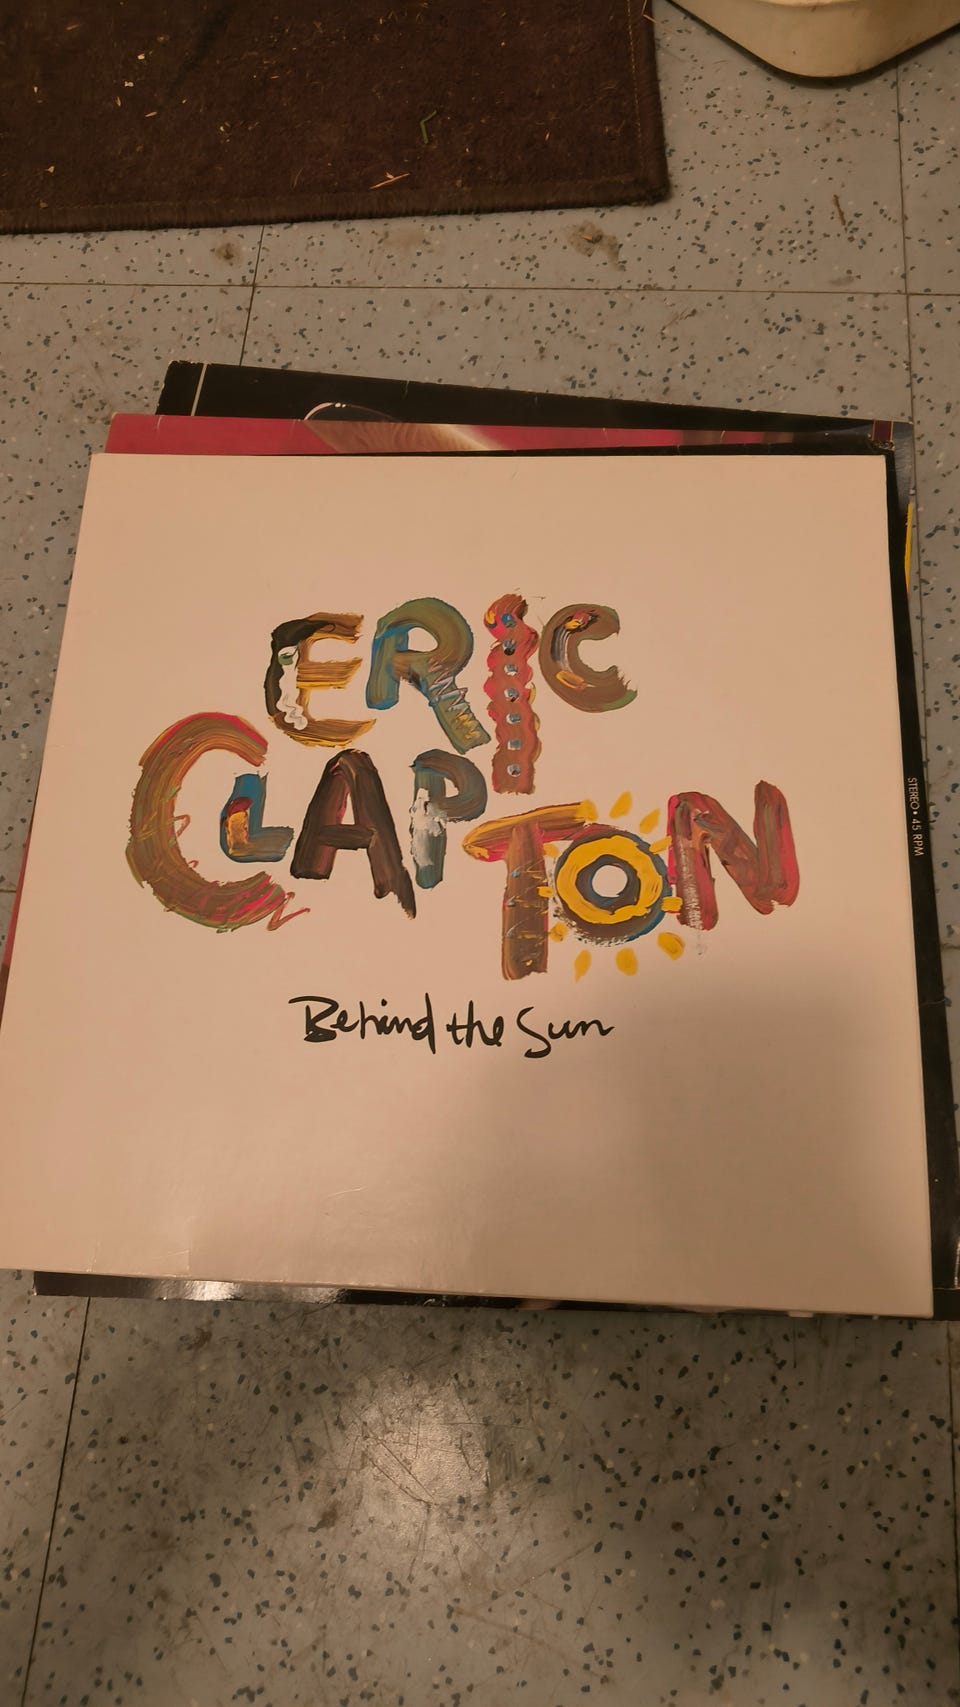 ERIC
CLAPTON
Behind the Sun
STEREO • 45 RPM